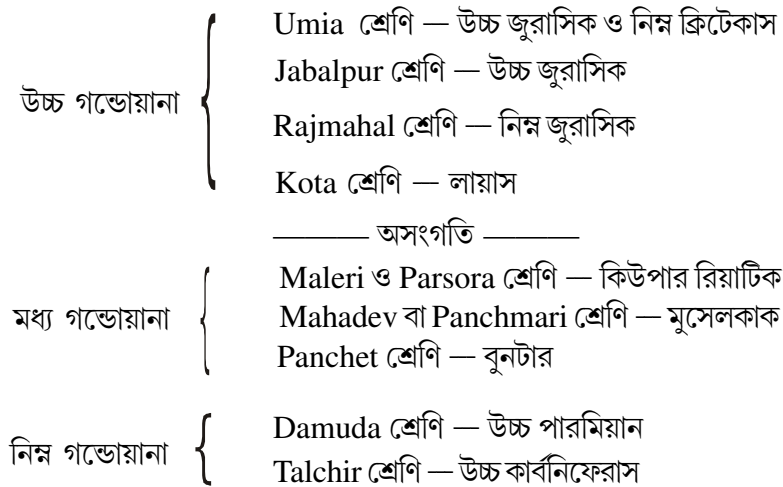 Umia শ্রেণি — উচ্চ জুরাসিক ও নিম্ন ক্রিটেকাস
Jabalpur শ্রেণি — উচ্চ জুরাসিক
উচ্চ গন্ডোয়ানা
Rajmahal শ্রেণি — নিম্ন জুরাসিক
Kota শ্রেণি — লায়াস
——— অসংগতি ———
Maleri ও Parsora শ্রেণি — কিউপার রিয়াটিক
মধ্য গন্ডোয়ানা
Mahadev বা Panchmari শ্রেণি — মুসেলকাক
Panchet শ্রেণি — বুনটার
Damuda শ্রেণি — উচ্চ পারমিয়ান
নিম্ন গন্ডোয়ানা
Talchir শ্রেণি — উচ্চ কার্বনিফেরাস